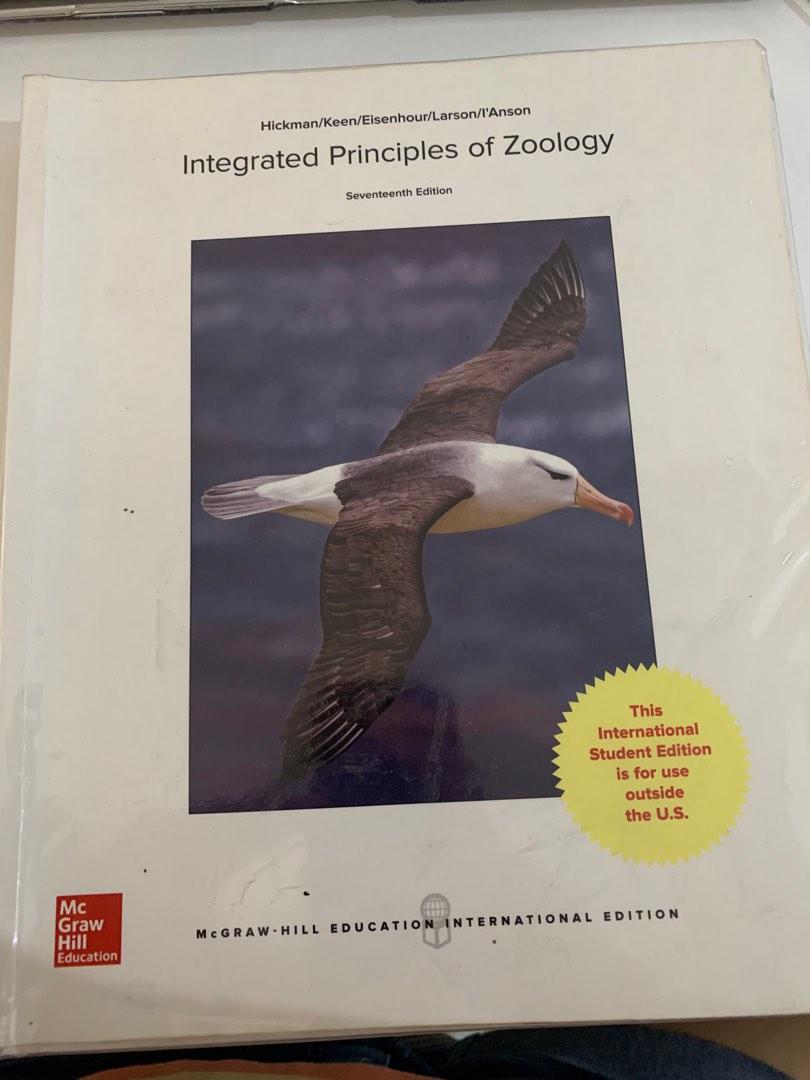 Hickman/Keen/Eisenhour/Larson/I'Anson
Integrated Principles of Zoology
Seventeenth Edition
This
International
Student Edition
is for use
outside
the U.S.
Mc
Graw
Hill
Education
McGRAW-HILL EDUCATION INTERNATIONAL EDITION